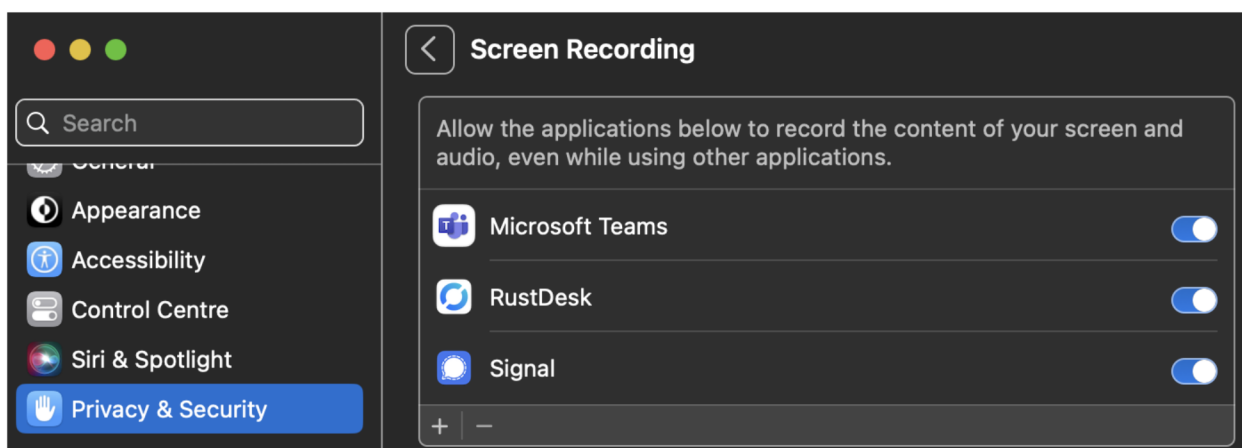 Search
General
Appearance
Accessibility
Control Centre
Siri & Spotlight
Privacy & Security
Screen Recording
Allow the applications below to record the content of your screen and
audio, even while using other applications.
Microsoft Teams
RustDesk
Signal